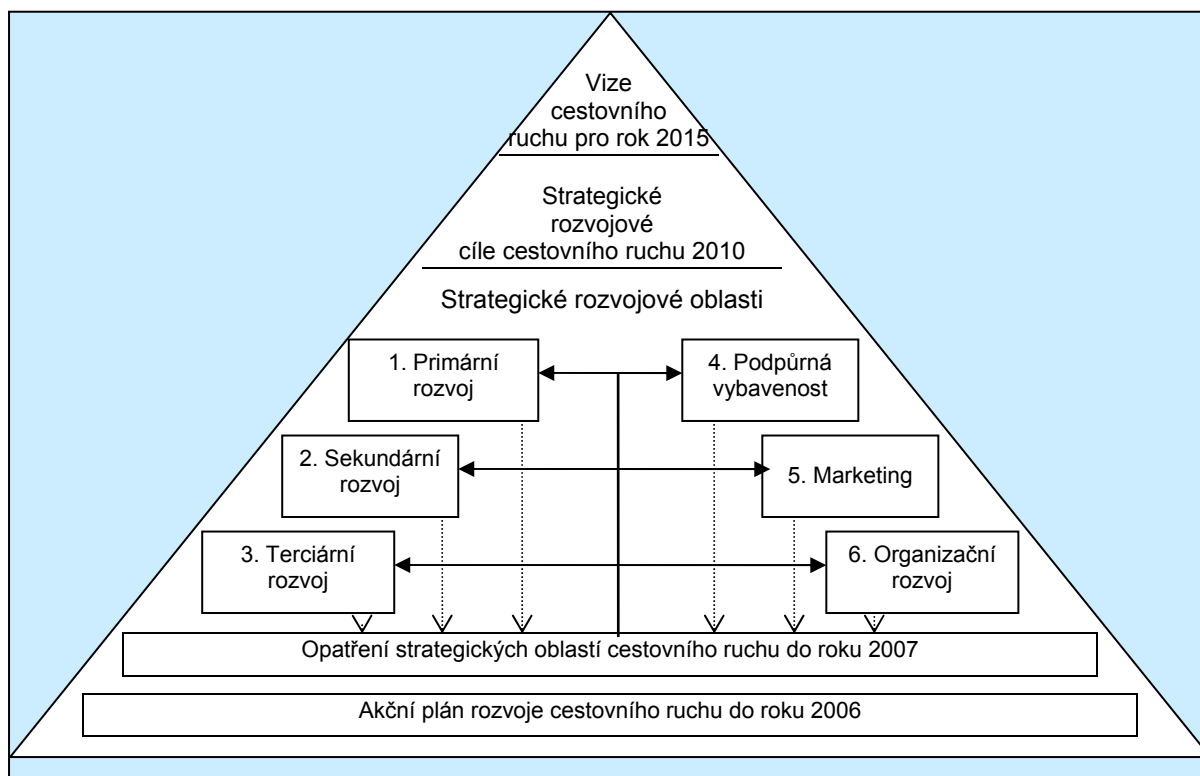 Vize
cestovního
ruchu pro rok 2015
Strategické
rozvojové
cíle cestovního ruchu 2010
Strategické rozvojové oblasti
1. Primární
rozvoj
4. Podpůrná
vybavenost
2. Sekundární
rozvoj
5. Marketing
3. Terciární
rozvoj
6. Organizační
rozvoj
Opatření strategických oblastí cestovního ruchu do roku 2007
Akční plán rozvoje cestovního ruchu do roku 2006